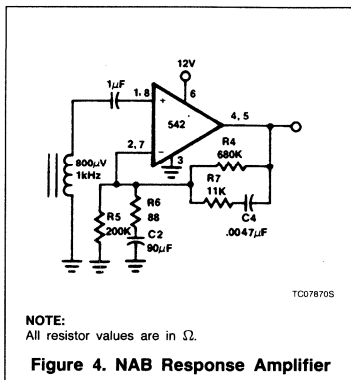 12V
1µF
1, 8
+
6
4, 5
542
2, 7
−
3
R4
680K
800µV
1kHz
R7
11K
R5
200K
R6
88
C4
.0047µF
C2
90µF
TC07870S
NOTE:
All resistor values are in Ω.
Figure 4. NAB Response Amplifier